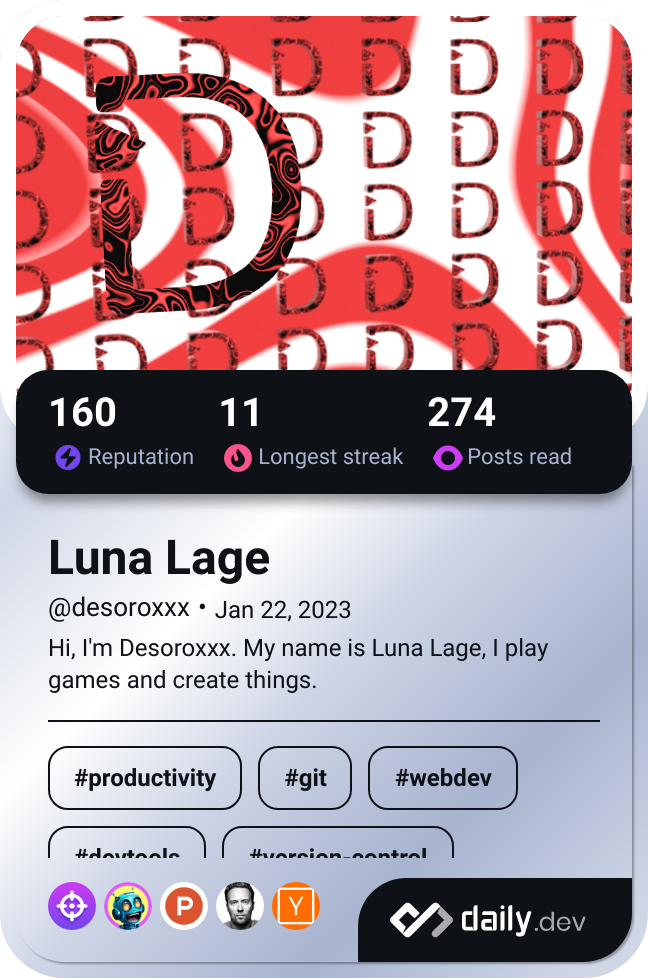 D
160 11 274
Reputation Longest streak Posts read
Luna Lage
@desoroxxx • Jan 22, 2023
Hi, I'm Desoroxxx. My name is Luna Lage, I play
games and create things.
#productivity #git #webdev
#devtools #version-control
P Y
daily.dev